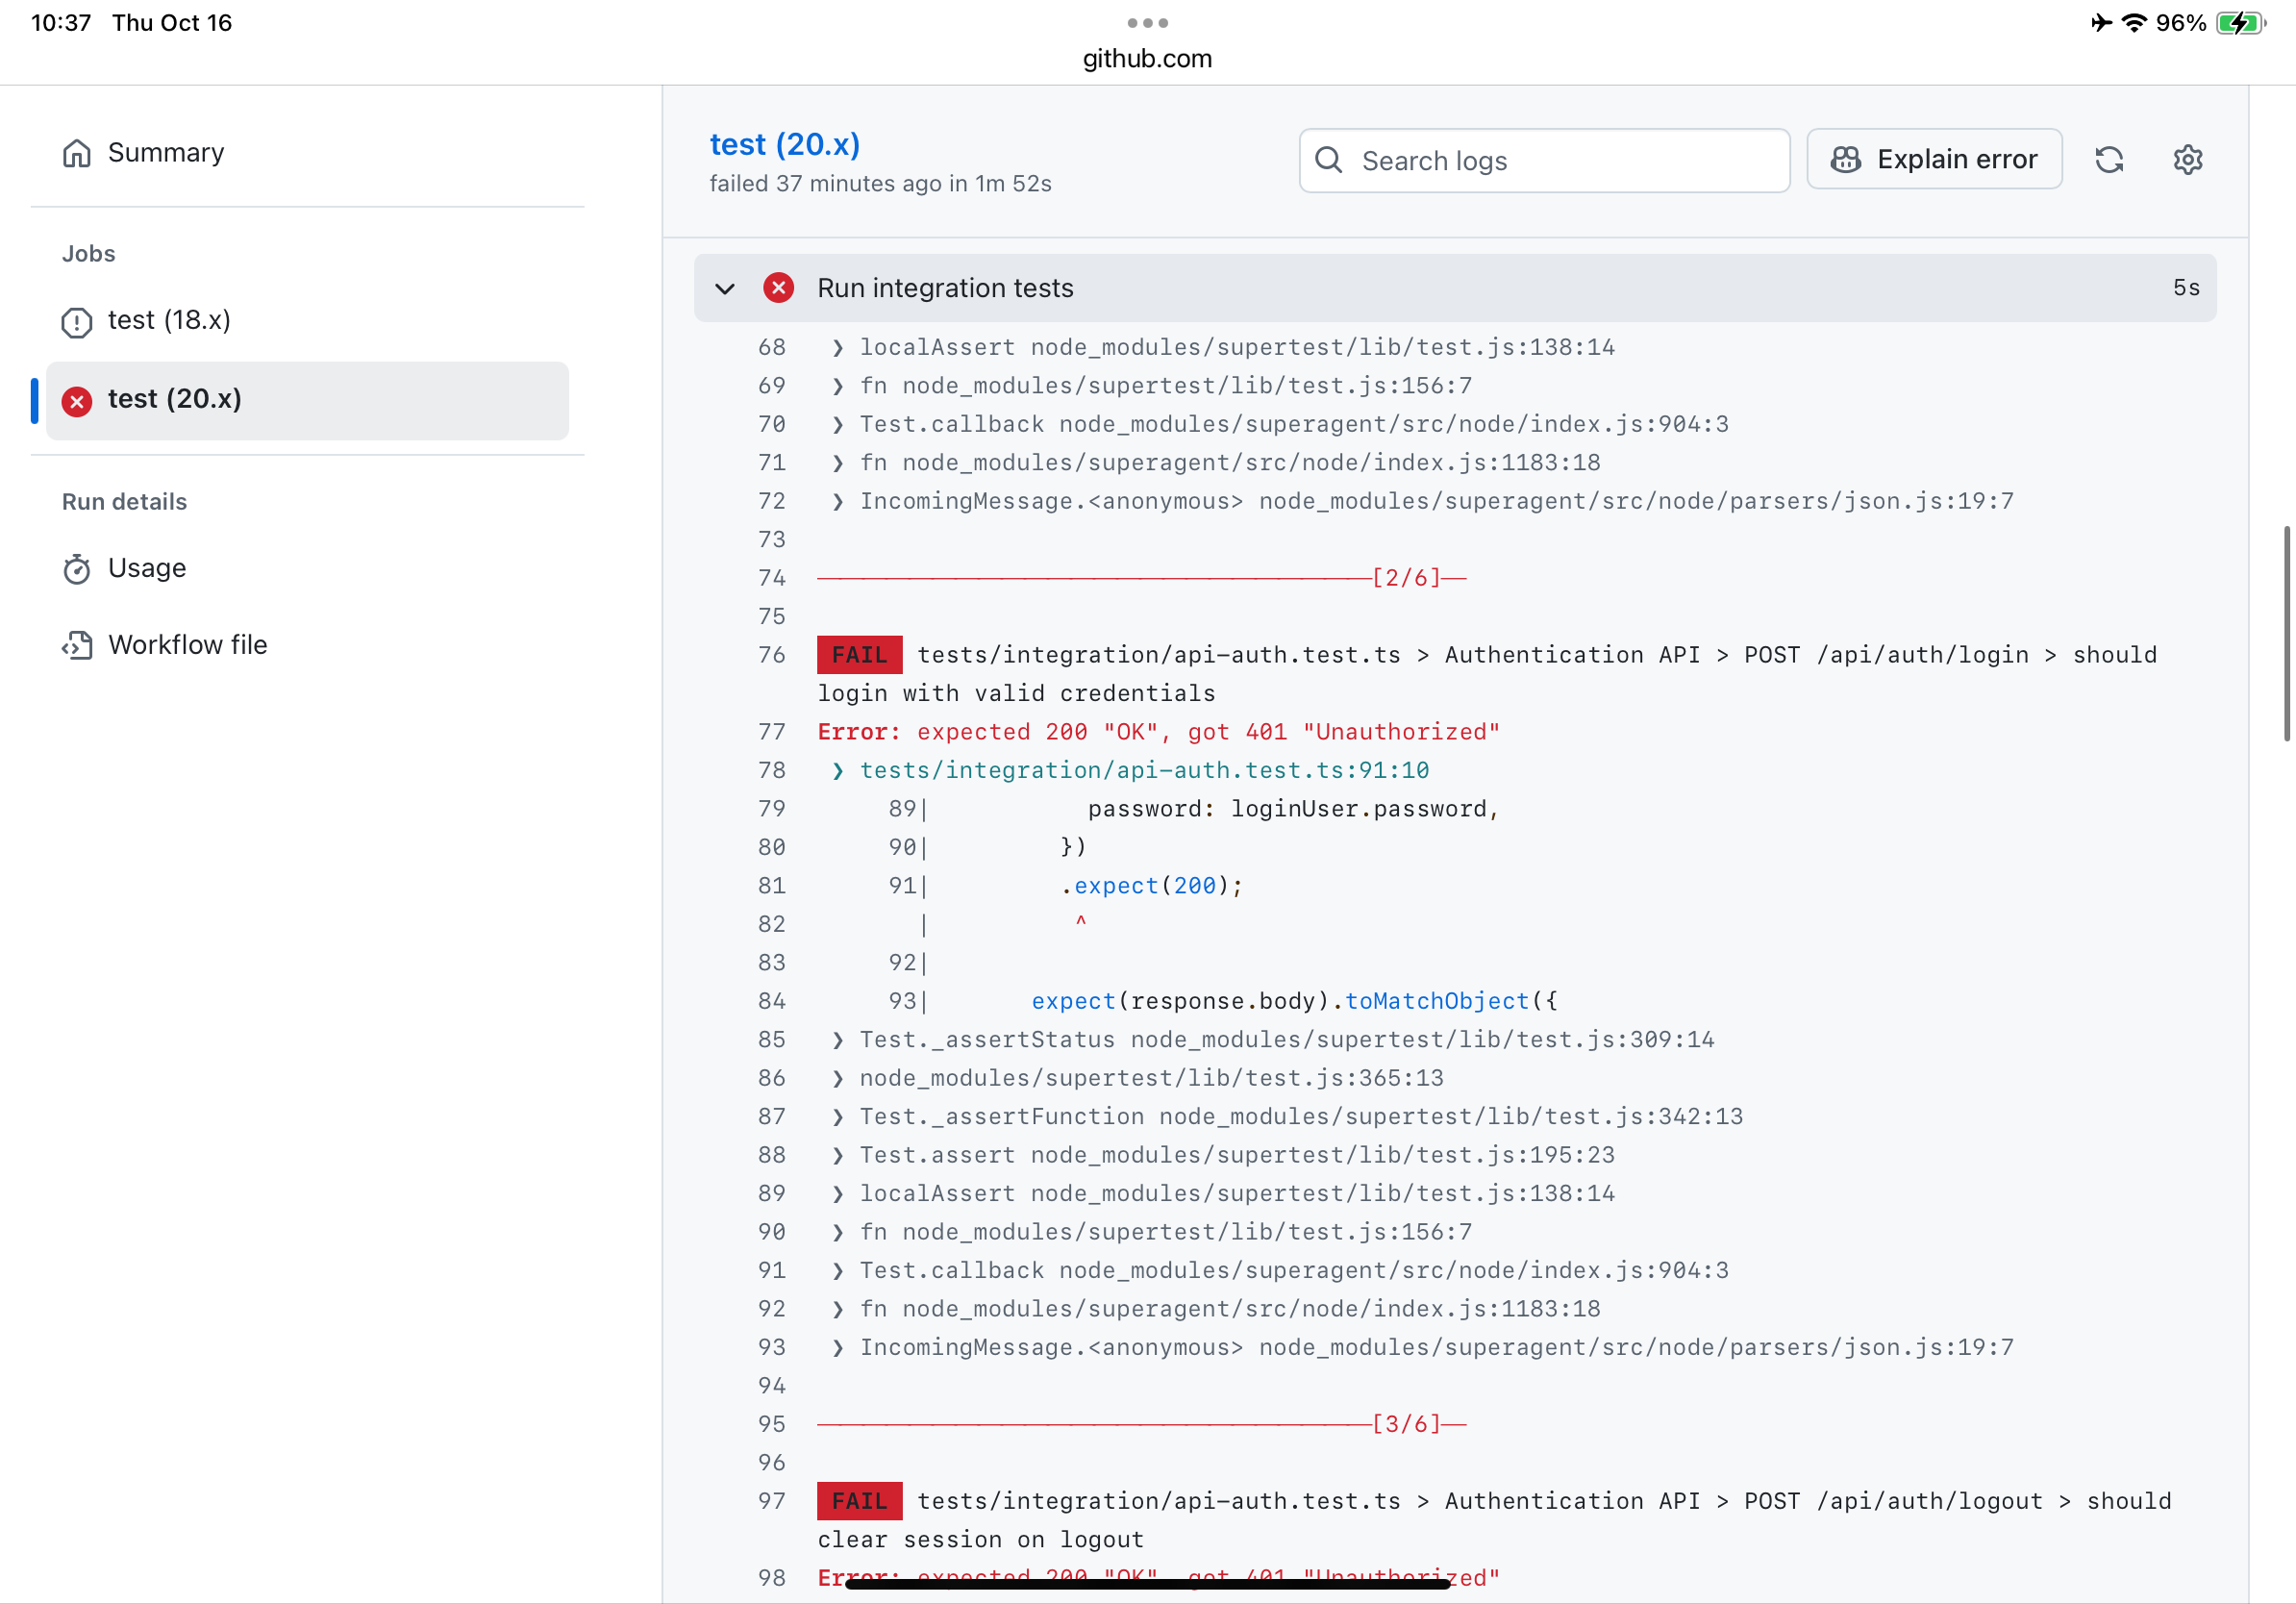 10:37 Thu Oct 16
96%
github.com
Summary
Jobs
test (18.x)
test (20.x)
Run details
Usage
Workflow file
test (20.x)
failed 37 minutes ago in 1m 52s
Search logs
Explain error
Run integration tests 5s
68 ❯ localAssert node_modules/supertest/lib/test.js:138:14
69 ❯ fn node_modules/supertest/lib/test.js:156:7
70 ❯ Test.callback node_modules/superagent/src/node/index.js:904:3
71 ❯ fn node_modules/superagent/src/node/index.js:1183:18
72 ❯ IncomingMessage.<anonymous> node_modules/superagent/src/node/parsers/json.js:19:7
73
74 ⎯⎯⎯⎯⎯⎯⎯⎯⎯⎯⎯⎯⎯⎯⎯⎯⎯⎯⎯⎯⎯⎯⎯⎯[2/6]⎯
75
76 FAIL tests/integration/api-auth.test.ts > Authentication API > POST /api/auth/login > should
login with valid credentials
77 Error: expected 200 "OK", got 401 "Unauthorized"
78 ❯ tests/integration/api-auth.test.ts:91:10
79 89| password: loginUser.password,
80 90| })
81 91| .expect(200);
82 | ^
83 92|
84 93| expect(response.body).toMatchObject({
85 ❯ Test._assertStatus node_modules/supertest/lib/test.js:309:14
86 ❯ node_modules/supertest/lib/test.js:365:13
87 ❯ Test._assertFunction node_modules/supertest/lib/test.js:342:13
88 ❯ Test.assert node_modules/supertest/lib/test.js:195:23
89 ❯ localAssert node_modules/supertest/lib/test.js:138:14
90 ❯ fn node_modules/supertest/lib/test.js:156:7
91 ❯ Test.callback node_modules/superagent/src/node/index.js:904:3
92 ❯ fn node_modules/superagent/src/node/index.js:1183:18
93 ❯ IncomingMessage.<anonymous> node_modules/superagent/src/node/parsers/json.js:19:7
94
95 ⎯⎯⎯⎯⎯⎯⎯⎯⎯⎯⎯⎯⎯⎯⎯⎯⎯⎯⎯⎯⎯⎯⎯⎯[3/6]⎯
96
97 FAIL tests/integration/api-auth.test.ts > Authentication API > POST /api/auth/logout > should
clear session on logout
98 Error: expected 200 "OK", got 401 "Unauthorized"